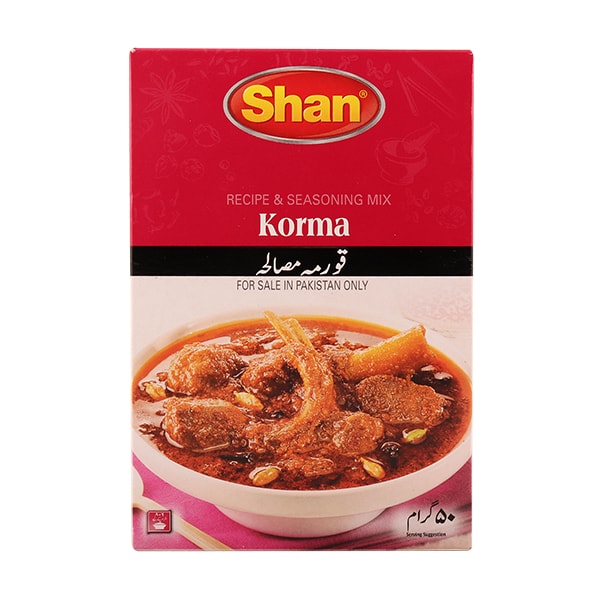 Shan®
RECIPE & SEASONING MIX
Korma
قورمہ مصالحہ
FOR SALE IN PAKISTAN ONLY
۵۰ گرام
Serving Suggestion